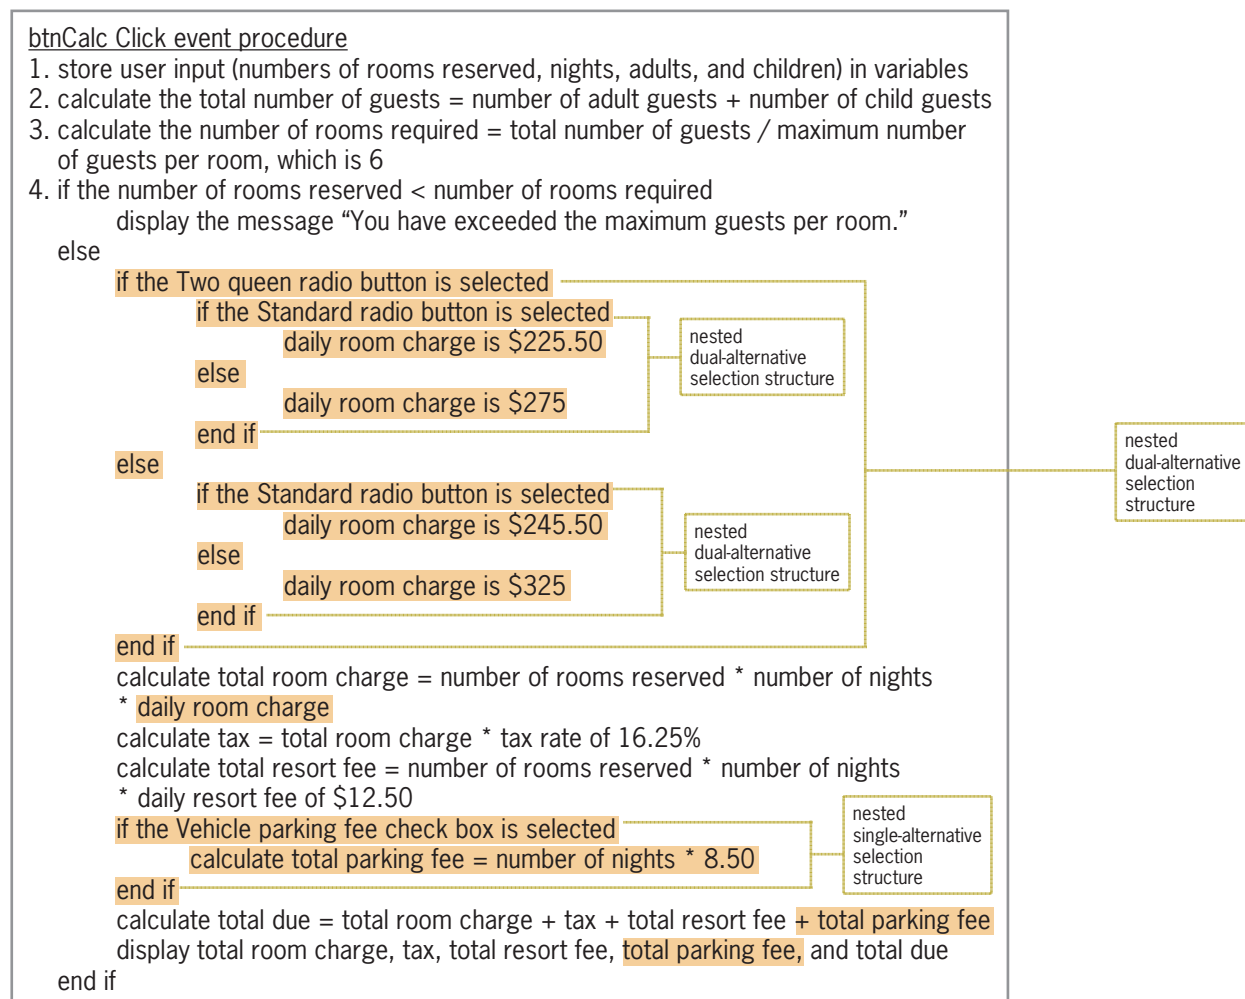 btnCalc Click event procedure
1. store user input (numbers of rooms reserved, nights, adults, and children) in variables
2. calculate the total number of guests = number of adult guests + number of child guests
3. calculate the number of rooms required = total number of guests / maximum number
of guests per room, which is 6
4. if the number of rooms reserved < number of rooms required
display the message “You have exceeded the maximum guests per room.”
else
if the Two queen radio button is selected
if the Standard radio button is selected
daily room charge is $225.50
else
daily room charge is $275
end if
nested
dual-alternative
selection structure
else
if the Standard radio button is selected
daily room charge is $245.50
else
daily room charge is $325
end if
nested
dual-alternative
selection structure
end if
nested
dual-alternative
selection
structure
calculate total room charge = number of rooms reserved * number of nights
* daily room charge
calculate tax = total room charge * tax rate of 16.25%
calculate total resort fee = number of rooms reserved * number of nights
* daily resort fee of $12.50
if the Vehicle parking fee check box is selected
calculate total parking fee = number of nights * 8.50
end if
nested
single-alternative
selection
structure
calculate total due = total room charge + tax + total resort fee + total parking fee
display total room charge, tax, total resort fee, total parking fee, and total due
end if